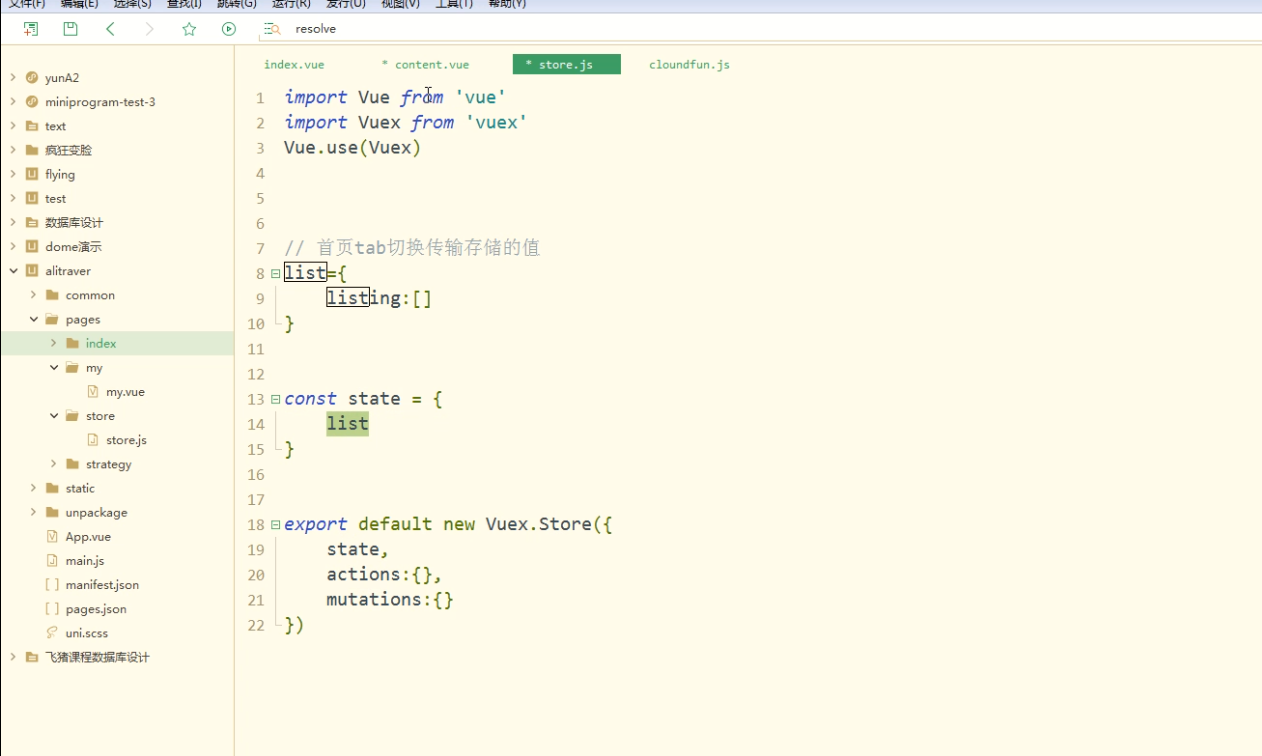 文件(F) 编辑(E) 选择(S) 查找(I) 跳转(G) 运行(R) 发行(U) 视图(V) 工具(T) 帮助(Y)
resolve
index.vue * content.vue * store.js cloundfun.js
yunA2
miniprogram-test-3
text
疯狂变脸
flying
test
数据库设计
dome演示
alitraver
common
pages
index
my
my.vue
store
store.js
strategy
static
unpackage
App.vue
main.js
manifest.json
pages.json
uni.scss
飞猪课程数据库设计
1 import Vue from 'vue'
2 import Vuex from 'vuex'
3 Vue.use(Vuex)
4
5
6
7 // 首页tab切换传输存储的值
8 list={
9 listing:[]
10 }
11
12
13 const state = {
14 list
15 }
16
17
18 export default new Vuex.Store({
19 state,
20 actions:{},
21 mutations:{}
22 })